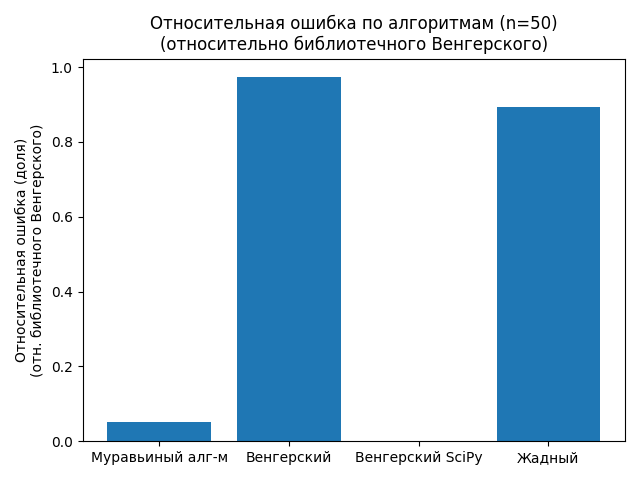 Относительная ошибка по алгоритмам (n=50)
(относительно библиотечного Венгерского)
Относительная ошибка (доля)
(отн. библиотечного Венгерского)
1.0
0.8
0.6
0.4
0.2
0.0
Муравьиный алг-м
Венгерский
Венгерский SciPy
Жадный